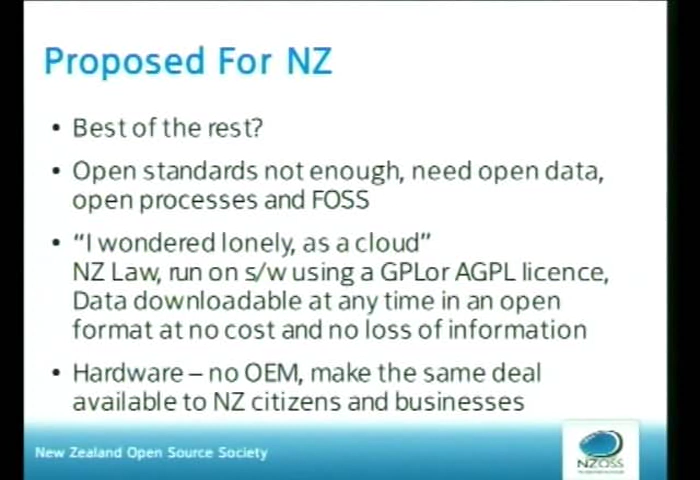 Proposed For NZ
• Best of the rest?
• Open standards not enough, need open data,
open processes and FOSS
• “I wondered lonely, as a cloud”
NZ Law, run on s/w using a GPLor AGPL licence,
Data downloadable at any time in an open
format at no cost and no loss of information
• Hardware – no OEM, make the same deal
available to NZ citizens and businesses
New Zealand Open Source Society
NZOSS